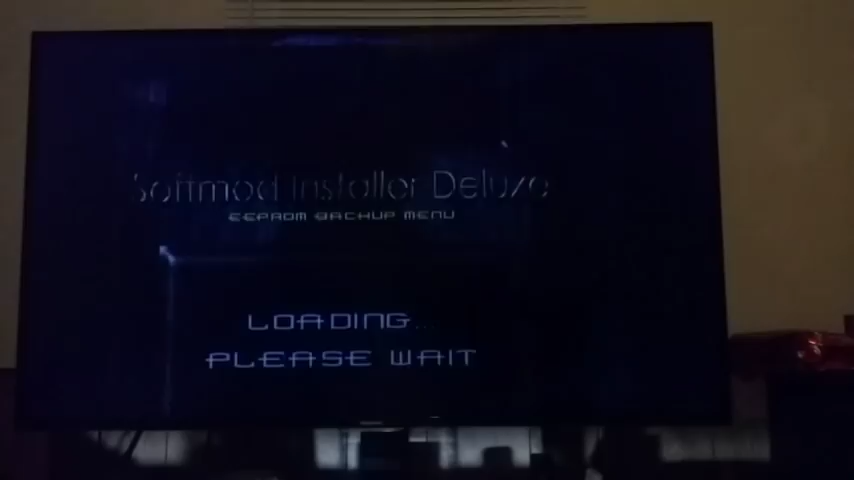 Softmod Installer Deluxe
EEPROM BACKUP MENU
LOADING...
PLEASE WAIT